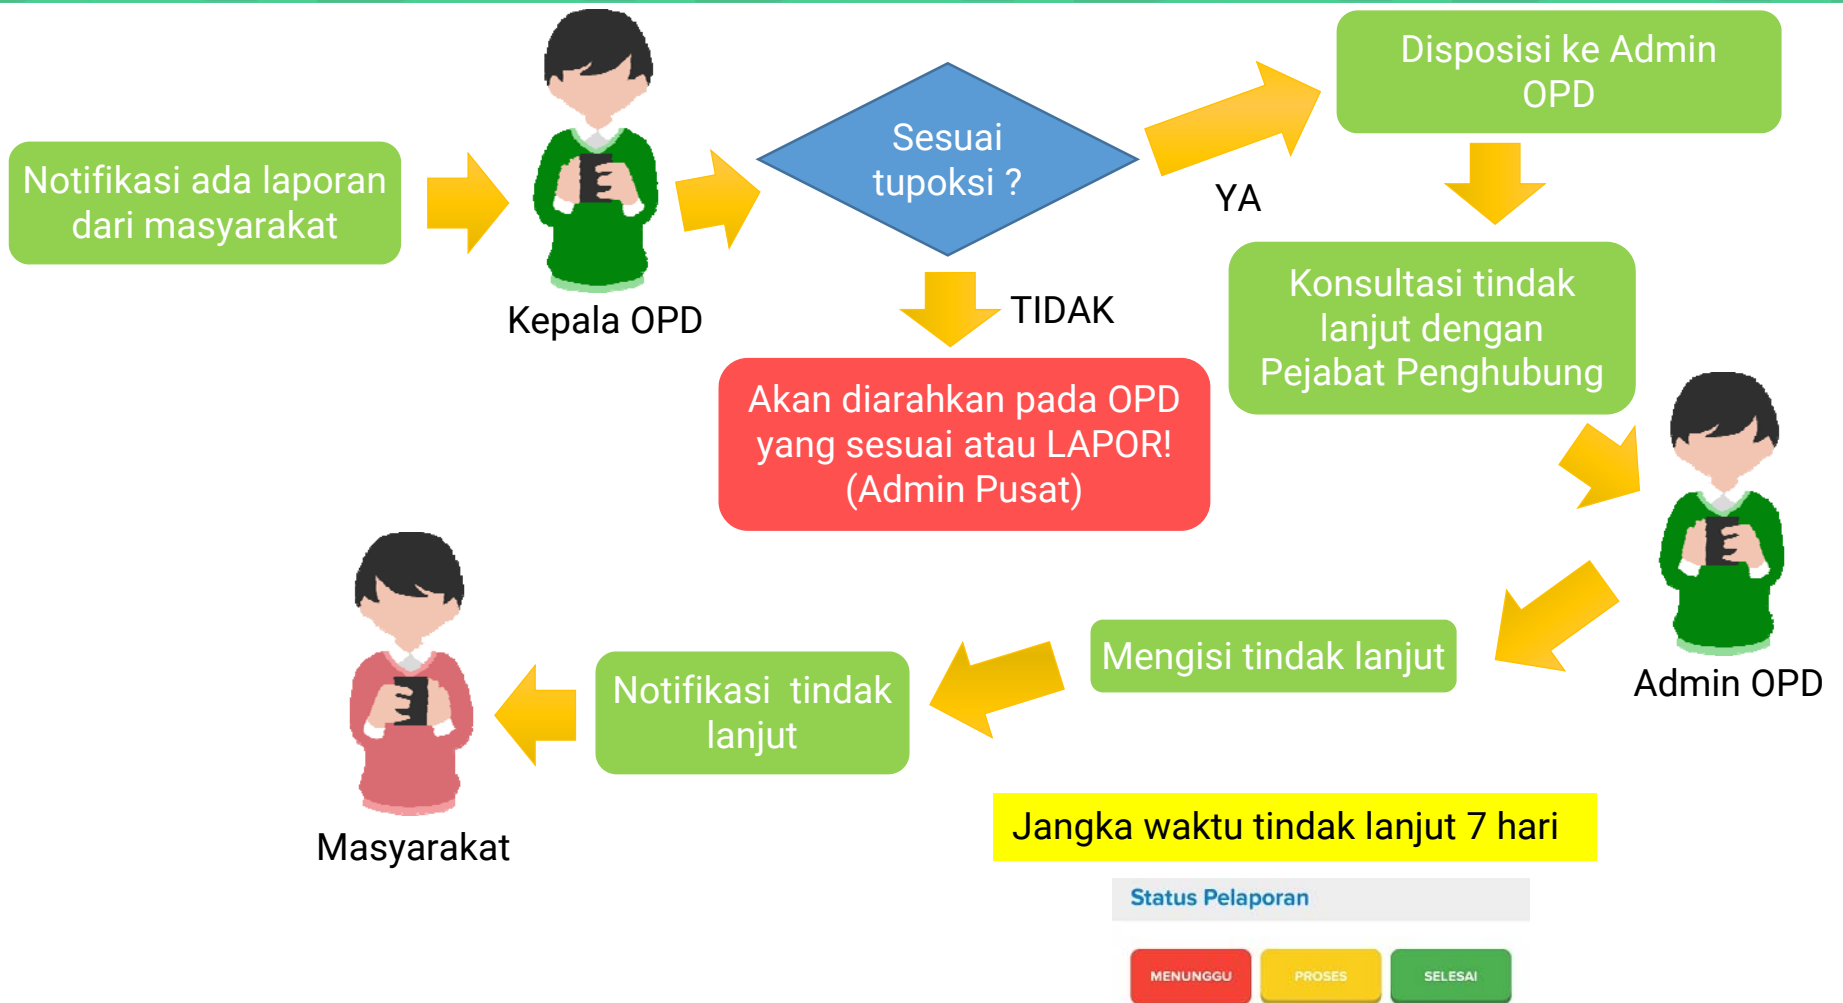 Notifikasi ada laporan
dari masyarakat
Kepala OPD
Sesuai
tupoksi ?
YA
TIDAK
Akan diarahkan pada OPD
yang sesuai atau LAPOR!
(Admin Pusat)
Disposisi ke Admin
OPD
Konsultasi tindak
lanjut dengan
Pejabat Penghubung
Admin OPD
Mengisi tindak lanjut
Notifikasi tindak
lanjut
Masyarakat
Jangka waktu tindak lanjut 7 hari
Status Pelaporan
MENUNGGU
PROSES
SELESAI